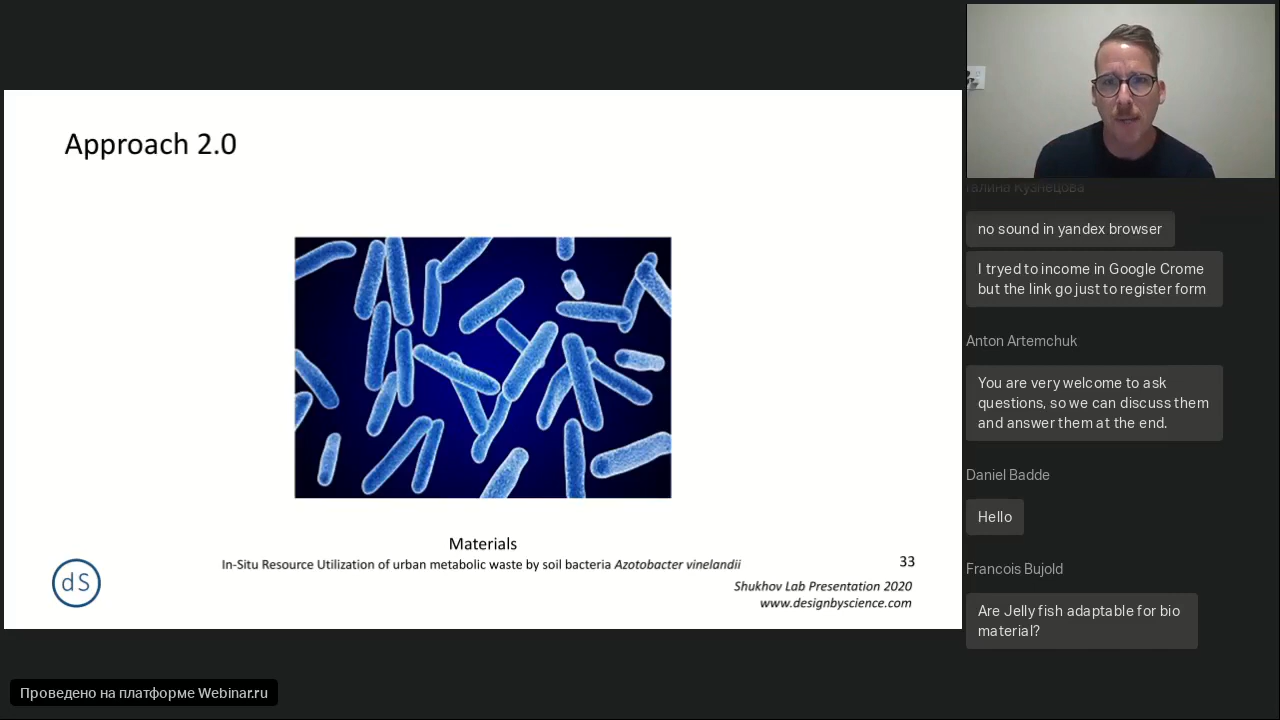 Approach 2.0
Materials
In-Situ Resource Utilization of urban metabolic waste by soil bacteria Azotobacter vinelandii
33
dS
Shukhov Lab Presentation 2020
www.designbyscience.com
Проведено на платформе Webinar.ru
Галина Кузнецова
no sound in yandex browser
I tryed to income in Google Crome
but the link go just to register form
Anton Artemchuk
You are very welcome to ask
questions, so we can discuss them
and answer them at the end.
Daniel Badde
Hello
Francois Bujold
Are Jelly fish adaptable for bio
material?